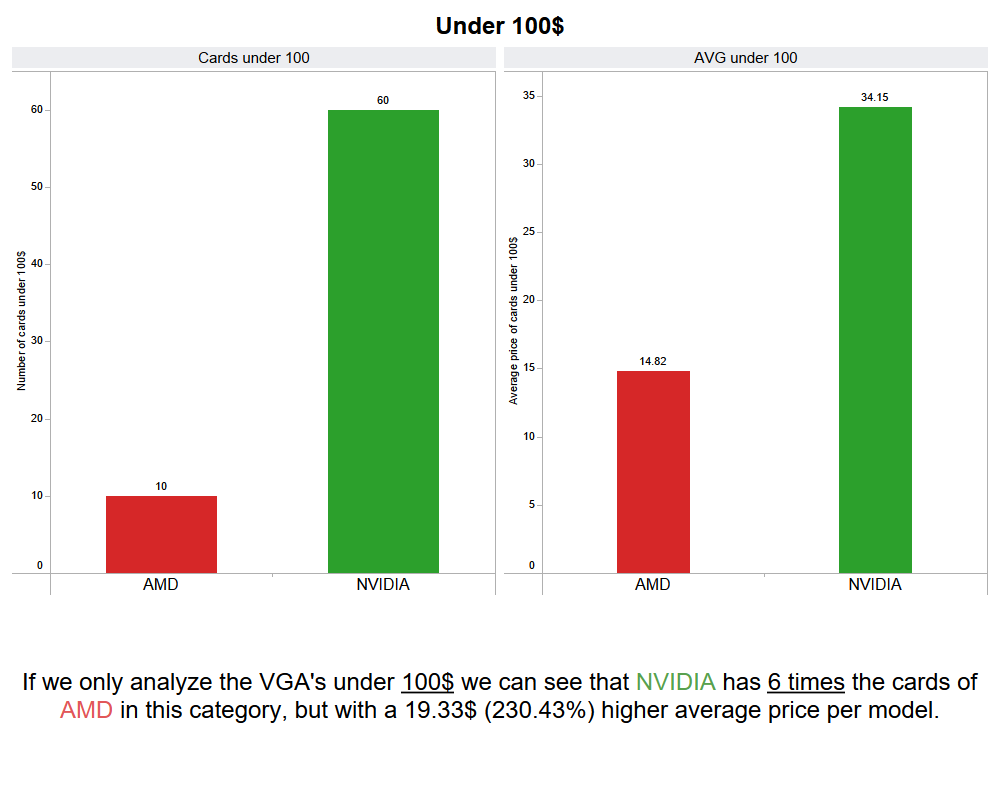 Under 100$
Cards under 100
Number of cards under 100$
60
50
40
30
20
10
0
10
60
AMD
NVIDIA
AVG under 100
Average price of cards under 100$
35
30
25
20
15
10
5
0
14.82
34.15
AMD
NVIDIA
If we only analyze the VGA's under 100$ we can see that NVIDIA has 6 times the cards of
AMD in this category, but with a 19.33$ (230.43%) higher average price per model.